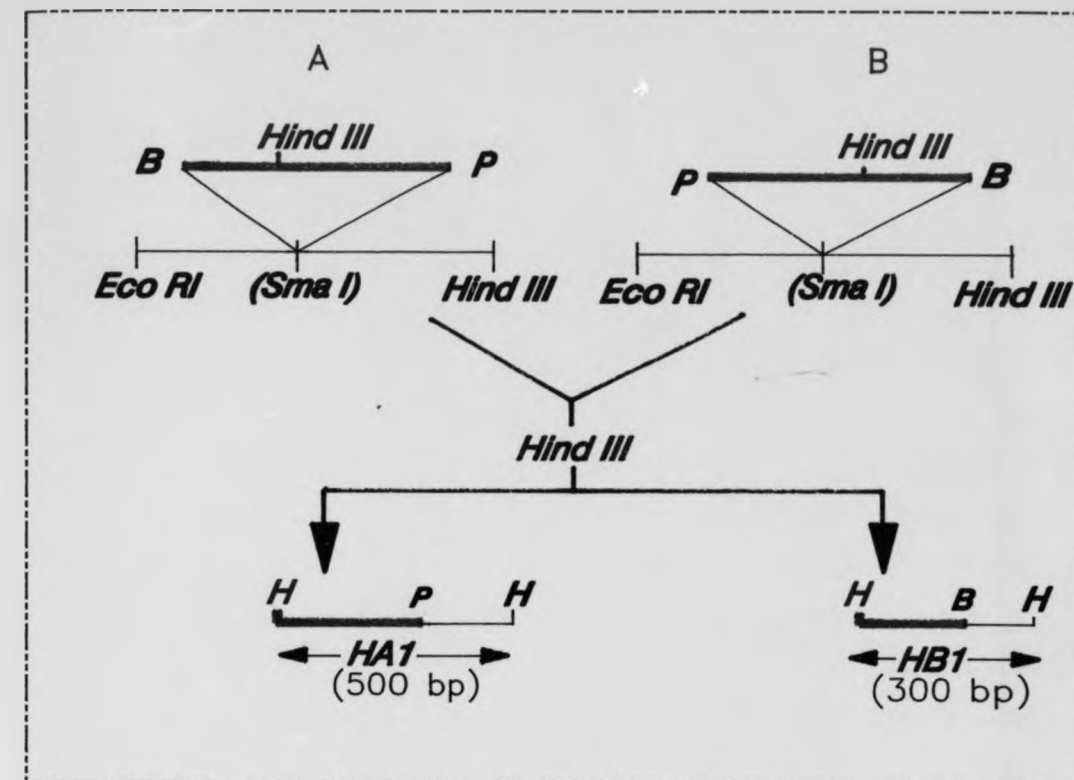 A B
Hind III Hind III
B P P B
Eco RI (Sma I) Hind III Eco RI (Sma I) Hind III
Hind III
H P H H B H
HA1 HB1
(500 bp) (300 bp)